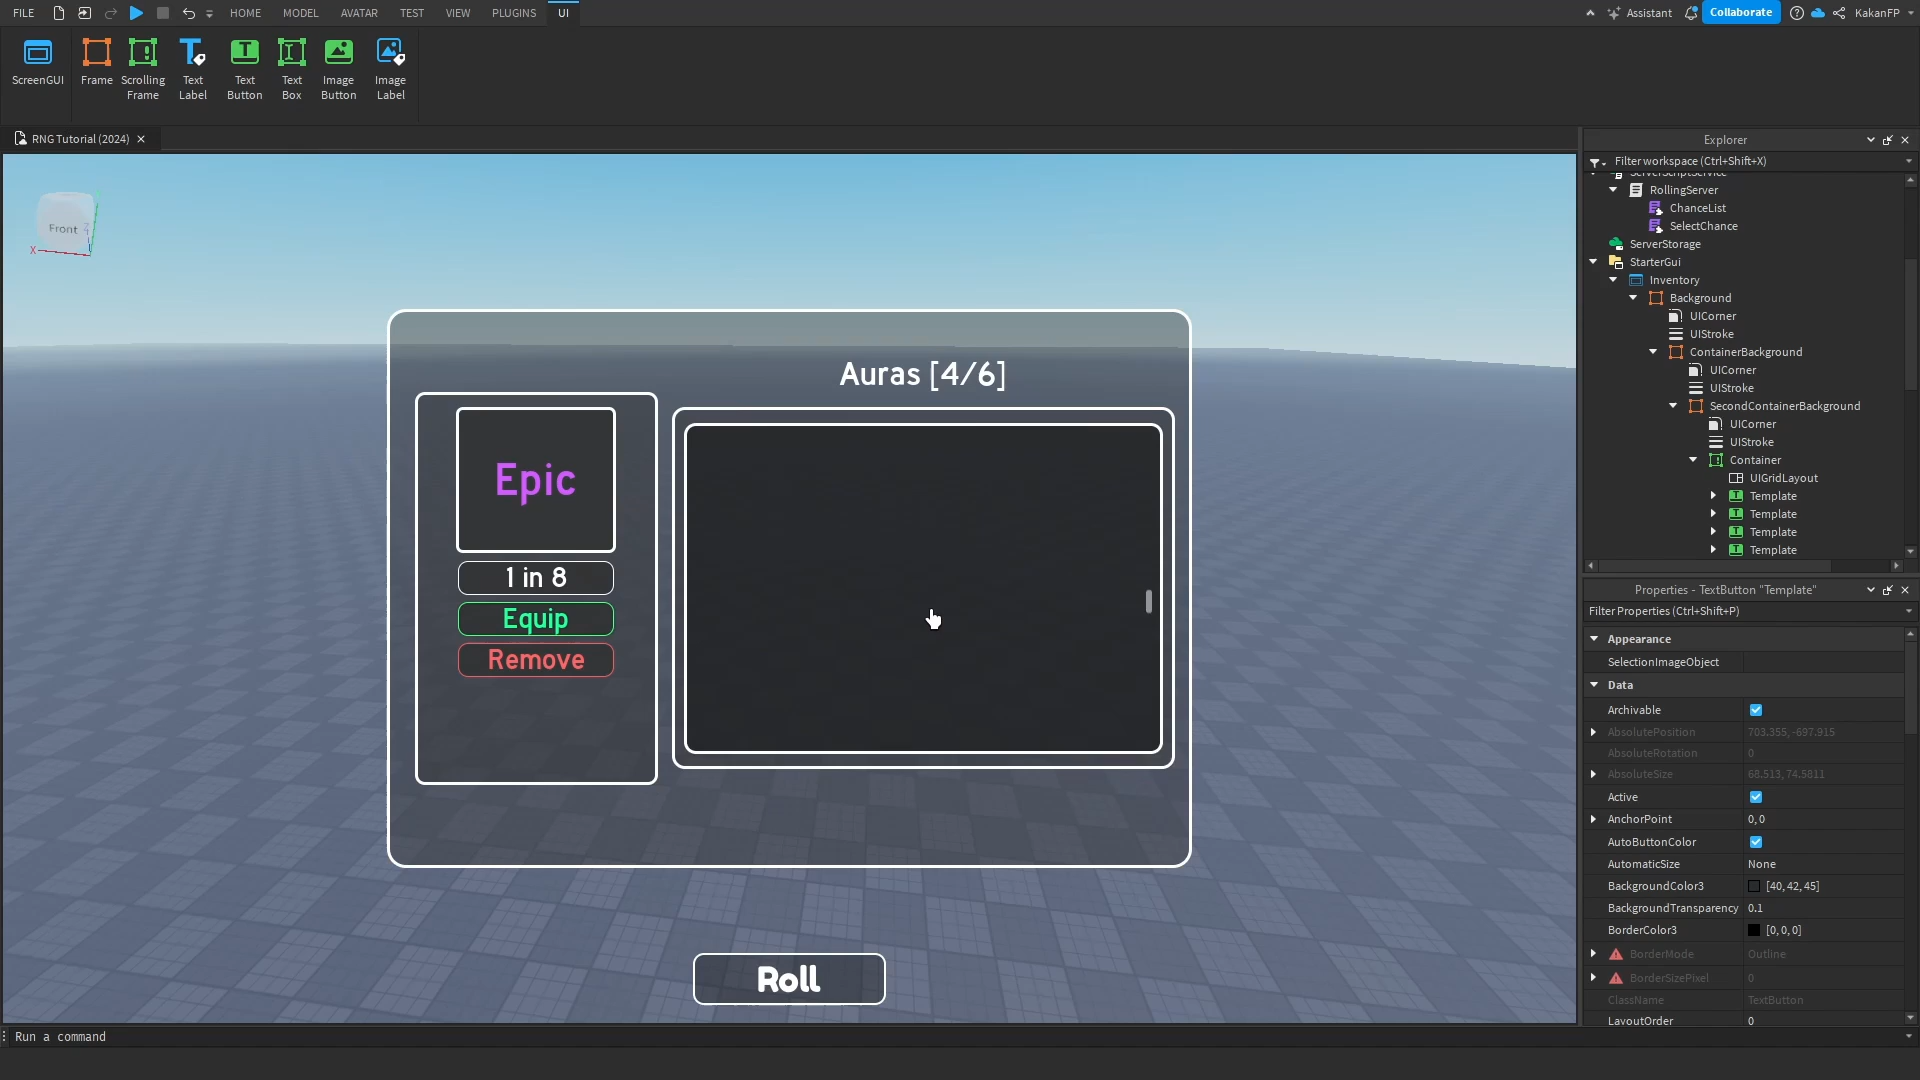 FILE
HOME
MODEL
AVATAR
TEST
VIEW
PLUGINS
UI
Assistant
Collaborate
KakanFP
ScreenGUI
Frame
Scrolling
Frame
Text
Label
Text
Button
Text
Box
Image
Button
Image
Label
RNG Tutorial (2024)
Front
X
Z
Auras [4/6]
Epic
1 in 8
Equip
Remove
Roll
Explorer
Filter workspace (Ctrl+Shift+X)
ServerScriptService
RollingServer
ChanceList
SelectChance
ServerStorage
StarterGui
Inventory
Background
UICorner
UIStroke
ContainerBackground
UICorner
UIStroke
SecondContainerBackground
UICorner
UIStroke
Container
UIGridLayout
Template
Template
Template
Template
Properties - TextButton "Template"
Filter Properties (Ctrl+Shift+P)
Appearance
SelectionImageObject
Data
Archivable
AbsolutePosition 703.355, -697.915
AbsoluteRotation 0
AbsoluteSize 68.513, 74.5811
Active
AnchorPoint 0, 0
AutoButtonColor
AutomaticSize None
BackgroundColor3 [40, 42, 45]
BackgroundTransparency 0.1
BorderColor3 [0, 0, 0]
BorderMode Outline
BorderSizePixel 0
ClassName TextButton
LayoutOrder 0
Run a command